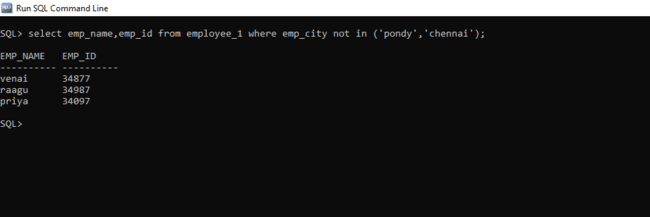 Run SQL Command Line
SQL> select emp_name,emp_id from employee_1 where emp_city not in ('pondy','chennai');
EMP_NAME   EMP_ID
---------- ----------
venai      34877
raagu      34987
priya      34097
SQL>